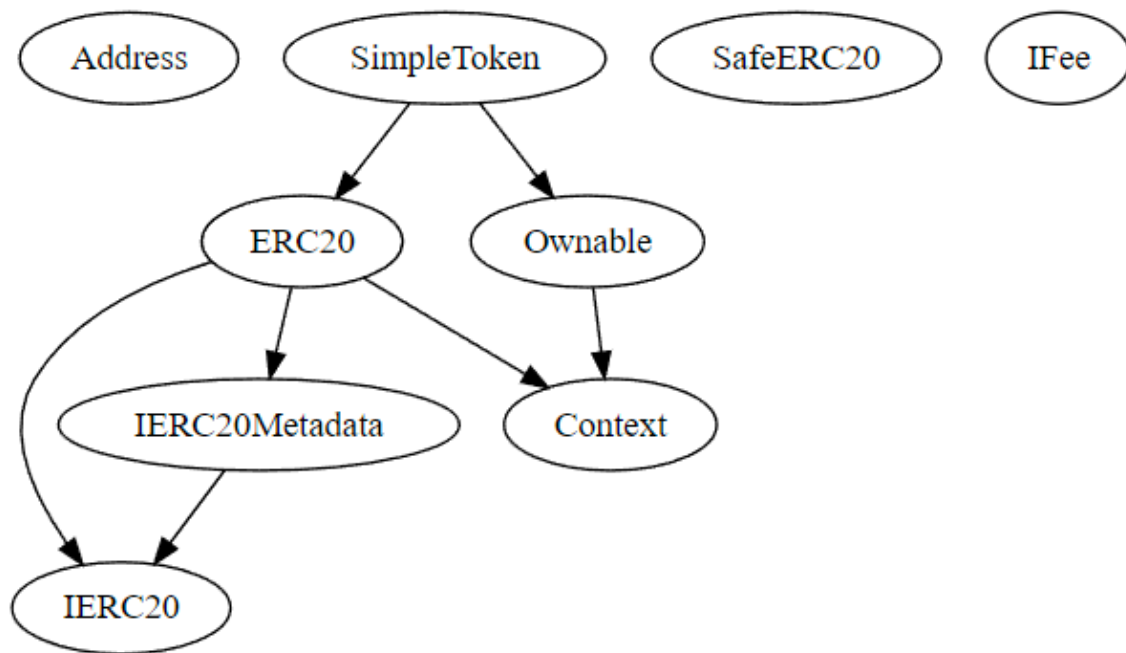 Address
SimpleToken
SafeERC20
IFee
ERC20
Ownable
IERC20Metadata
Context
IERC20